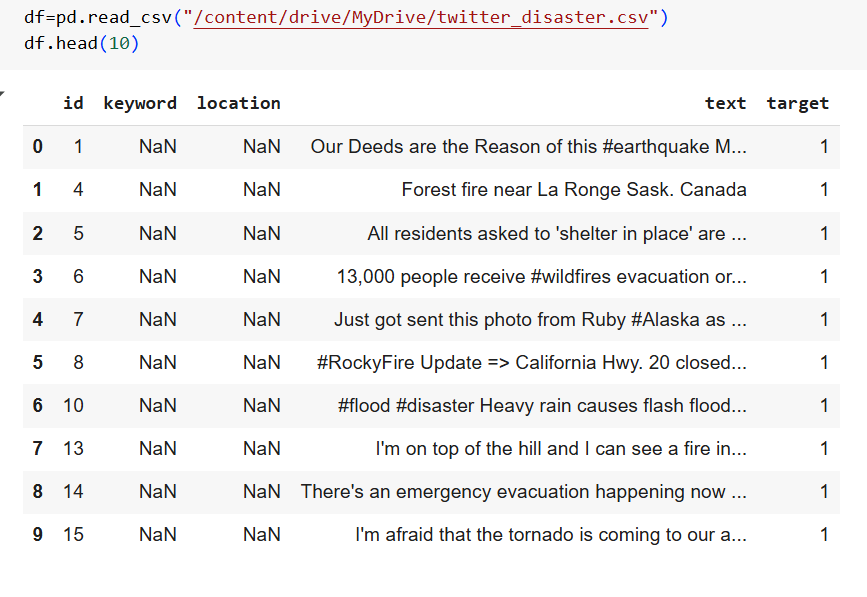 df=pd.read_csv("/content/drive/MyDrive/twitter_disaster.csv")
df.head(10)
id keyword location text target
0 1 NaN NaN Our Deeds are the Reason of this #earthquake M... 1
1 4 NaN NaN Forest fire near La Ronge Sask. Canada 1
2 5 NaN NaN All residents asked to 'shelter in place' are ... 1
3 6 NaN NaN 13,000 people receive #wildfires evacuation or... 1
4 7 NaN NaN Just got sent this photo from Ruby #Alaska as ... 1
5 8 NaN NaN #RockyFire Update => California Hwy. 20 closed... 1
6 10 NaN NaN #flood #disaster Heavy rain causes flash flood... 1
7 13 NaN NaN I'm on top of the hill and I can see a fire in... 1
8 14 NaN NaN There's an emergency evacuation happening now ... 1
9 15 NaN NaN I'm afraid that the tornado is coming to our a... 1